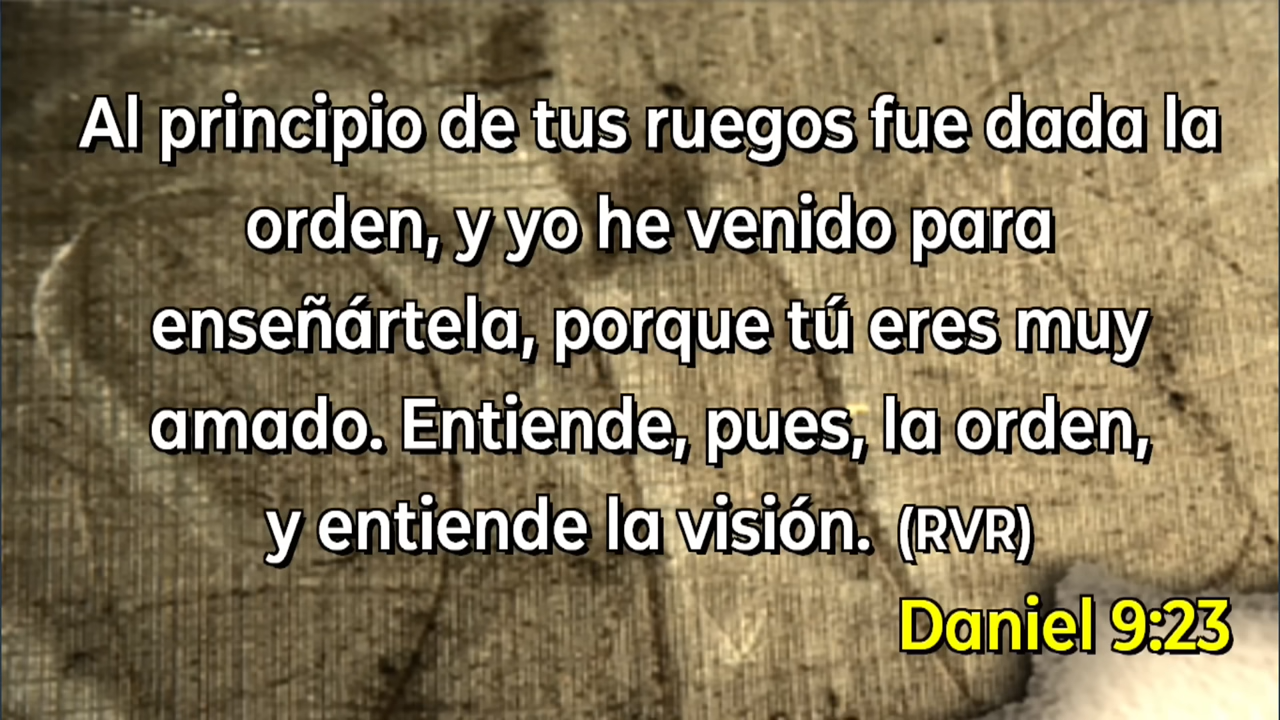 Al principio de tus ruegos fue dada la
orden, y yo he venido para
enseñártela, porque tú eres muy
amado. Entiende, pues, la orden,
y entiende la visión. (RVR)
Daniel 9:23